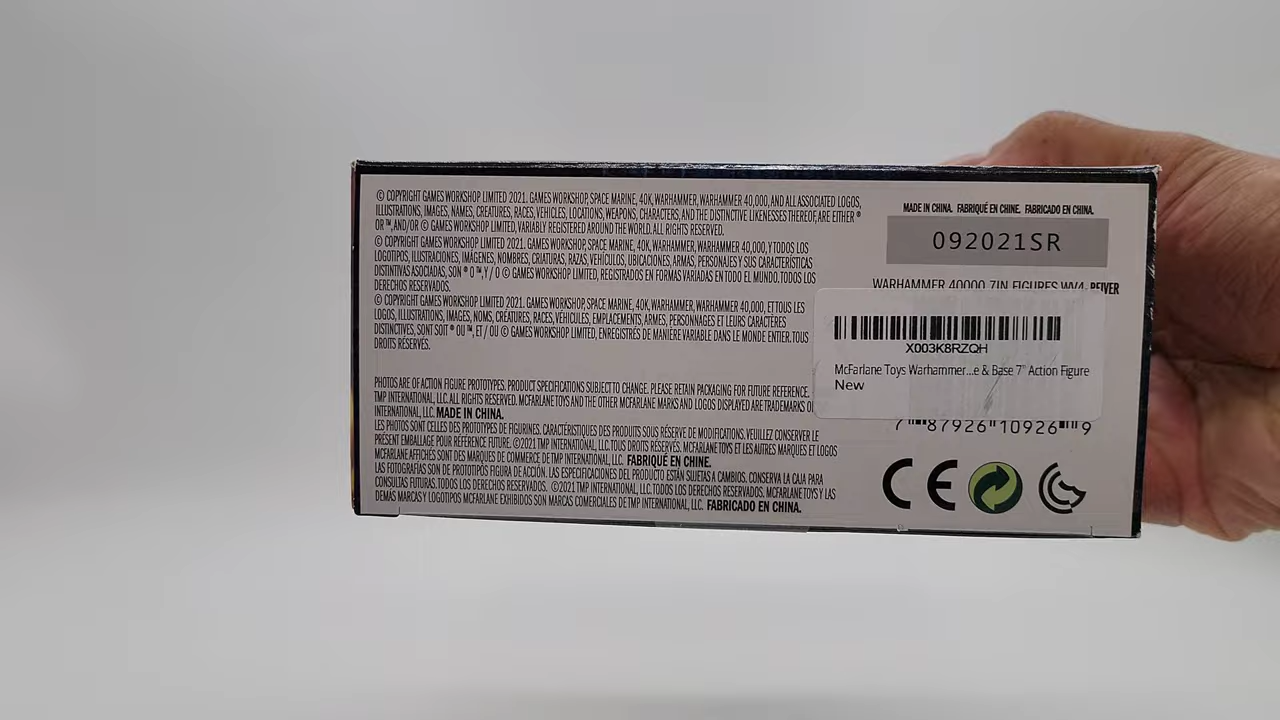 © COPYRIGHT GAMES WORKSHOP LIMITED 2021. GAMES WORKSHOP, SPACE MARINE, 40K, WARHAMMER, WARHAMMER 40,000, AND ALL ASSOCIATED LOGOS,
ILLUSTRATIONS, IMAGES, NAMES, CREATURES, RACES, VEHICLES, LOCATIONS, WEAPONS, CHARACTERS, AND THE DISTINCTIVE LIKENESSES THEREOF, ARE EITHER ®
OR ™, AND/OR © GAMES WORKSHOP LIMITED, VARIABLY REGISTERED AROUND THE WORLD. ALL RIGHTS RESERVED.
© COPYRIGHT GAMES WORKSHOP LIMITED 2021. GAMES WORKSHOP, SPACE MARINE, 40K, WARHAMMER, WARHAMMER 40,000, Y TODOS LOS
LOGOTIPOS, ILUSTRACIONES, IMÁGENES, NOMBRES, CRIATURAS, RAZAS, VEHÍCULOS, UBICACIONES, ARMAS, PERSONAJES Y SUS CARACTERÍSTICAS
DISTINTIVAS ASOCIADAS, SON ® O ™, Y / O © GAMES WORKSHOP LIMITED, REGISTRADOS EN FORMAS VARIADAS EN TODO EL MUNDO. TODOS LOS
DERECHOS RESERVADOS.
© COPYRIGHT GAMES WORKSHOP LIMITED 2021. GAMES WORKSHOP, SPACE MARINE, 40K, WARHAMMER, WARHAMMER 40,000, ET TOUS LES
LOGOS, ILLUSTRATIONS, IMAGES, NOMS, CRÉATURES, RACES, VÉHICULES, EMPLACEMENTS, ARMES, PERSONNAGES ET LEURS CARACTÈRES
DISTINCTIVES, SONT SOIT ® OU ™, ET / OU © GAMES WORKSHOP LIMITED, ENREGISTRÉS DE MANIÈRE VARIABLE DANS LE MONDE ENTIER. TOUS
DROITS RÉSERVÉS.
PHOTOS ARE OF ACTION FIGURE PROTOTYPES. PRODUCT SPECIFICATIONS SUBJECT TO CHANGE. PLEASE RETAIN PACKAGING FOR FUTURE REFERENCE.
TMP INTERNATIONAL, LLC. ALL RIGHTS RESERVED. MCFARLANE TOYS AND THE OTHER MCFARLANE MARKS AND LOGOS DISPLAYED ARE TRADEMARKS
INTERNATIONAL, LLC. MADE IN CHINA.
LES PHOTOS SONT CELLES DES PROTOTYPES DE FIGURINES. CARACTÉRISTIQUES DES PRODUITS SOUS RÉSERVE DE MODIFICATIONS. VEUILLEZ CONSERVER LE
PRÉSENT EMBALLAGE POUR RÉFÉRENCE FUTURE. ©2021 TMP INTERNATIONAL, LLC. TOUS DROITS RESERVÉS. MCFARLANE TOYS ET LES AUTRES MARQUES ET LOGOS
MCFARLANE AFFICHÉS SONT DES MARQUES DE COMMERCE DE TMP INTERNATIONAL, LLC. FABRIQUÉ EN CHINE.
LAS FOTOGRAFÍAS SON DE PROTOTIPOS FIGURA DE ACCIÓN. LAS ESPECIFICACIONES DEL PRODUCTO ESTÁN SUJETAS A CAMBIOS. CONSERVA LA CAJA PARA
CONSULTAS FUTURAS. TODOS LOS DERECHOS RESERVADOS. ©2021 TMP INTERNATIONAL, LLC. TODOS LOS DERECHOS RESERVADOS. MCFARLANE TOYS Y LAS
DEMÁS MARCAS Y LOGOTIPOS MCFARLANE EXHIBIDOS SON MARCAS COMERCIALES DE TMP INTERNATIONAL, LLC. FABRICADO EN CHINA.
MADE IN CHINA. FABRIQUÉ EN CHINE. FABRICADO EN CHINA.
092021SR
WARHAMMER 40000 7IN FIGURES WV4- REIVER
X003K8RZQH
McFarlane Toys Warhammer...e & Base 7" Action Figure
New
7 87926 10926 9
CE